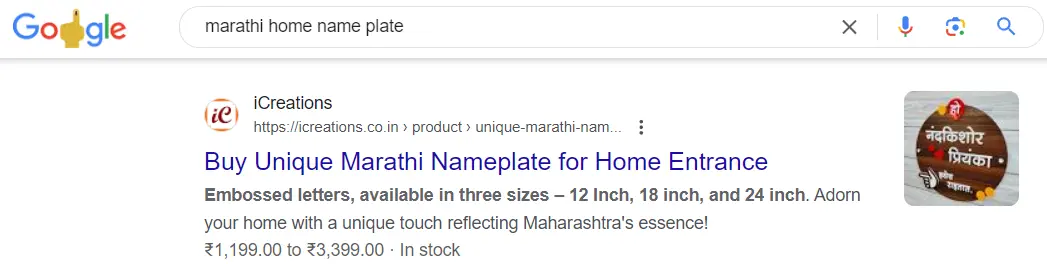 Google
marathi home name plate
iCreations
iC
https://icreations.co.in › product › unique-marathi-nam...
Buy Unique Marathi Nameplate for Home Entrance
Embossed letters, available in three sizes – 12 Inch, 18 inch, and 24 inch. Adorn
your home with a unique touch reflecting Maharashtra's essence!
₹1,199.00 to ₹3,399.00 · In stock
हो
नंदकिशोर
प्रियंका
इथेच
राहतात.